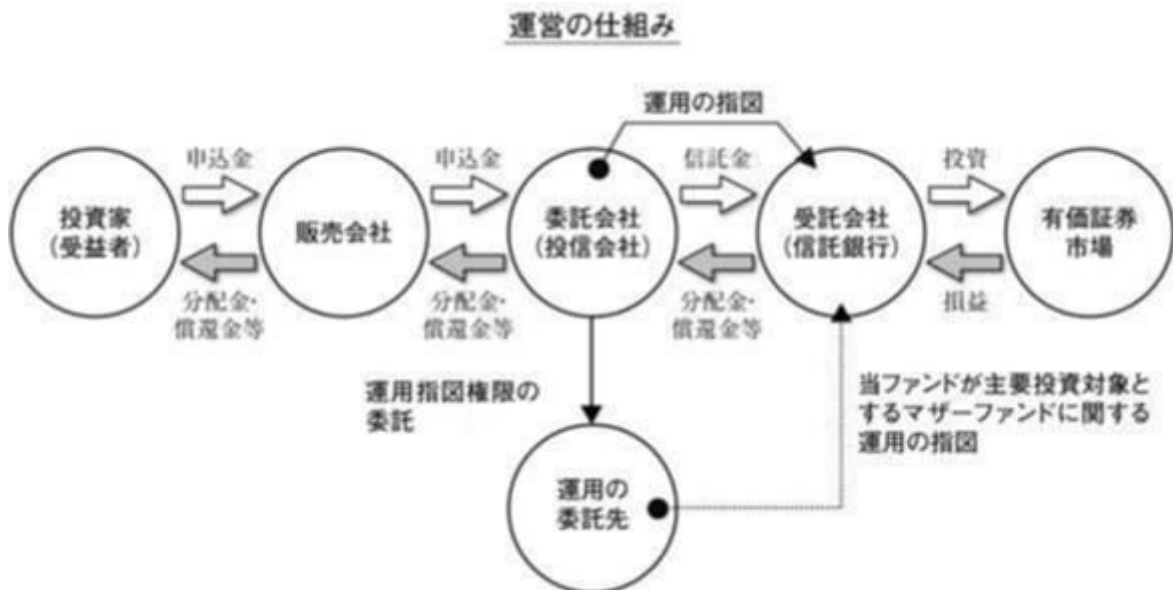 運営の仕組み
運用の指図
申込金
申込金
信託金
投資
投資家
(受益者)
販売会社
委託会社
(投信会社)
受託会社
(信託銀行)
有価証券
市場
分配金・
償還金等
分配金・
償還金等
分配金・
償還金等
損益
運用指図権限の
委託
当ファンドが主要投資対象と
するマザーファンドに関する
運用の指図
運用の
委託先